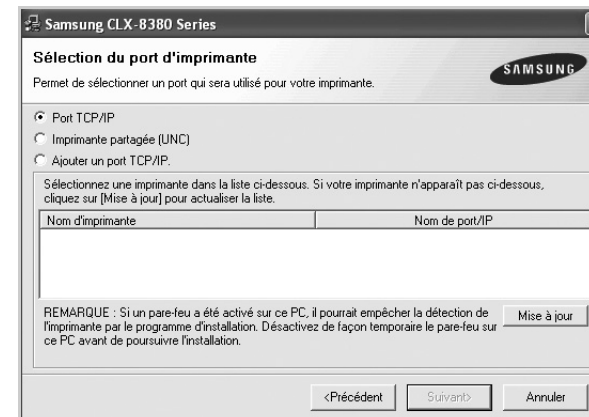 Samsung CLX-8380 Series
Sélection du port d'imprimante
Permet de sélectionner un port qui sera utilisé pour votre imprimante.
SAMSUNG
Port TCP/IP
Imprimante partagée (UNC)
Ajouter un port TCP/IP.
Sélectionnez une imprimante dans la liste ci-dessous. Si votre imprimante n'apparaît pas ci-dessous,
cliquez sur [Mise à jour] pour actualiser la liste.
Nom d'imprimante Nom de port/IP
REMARQUE : Si un pare-feu a été activé sur ce PC, il pourrait empêcher la détection de
l'imprimante par le programme d'installation. Désactivez de façon temporaire le pare-feu sur
ce PC avant de poursuivre l'installation.
Mise à jour
<Précédent Suivant> Annuler